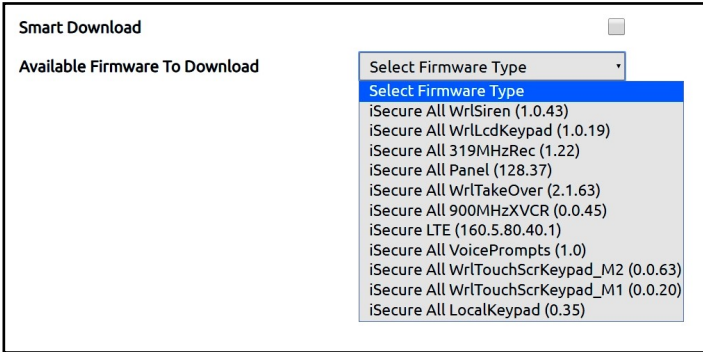 Smart Download
Available Firmware To Download
Select Firmware Type
Select Firmware Type
iSecure All WrlSiren (1.0.43)
iSecure All WrlLcdKeypad (1.0.19)
iSecure All 319MHzRec (1.22)
iSecure All Panel (128.37)
iSecure All WrlTakeOver (2.1.63)
iSecure All 900MHzXVCR (0.0.45)
iSecure LTE (160.5.80.40.1)
iSecure All VoicePrompts (1.0)
iSecure All WrlTouchScrKeypad_M2 (0.0.63)
iSecure All WrlTouchScrKeypad_M1 (0.0.20)
iSecure All LocalKeypad (0.35)